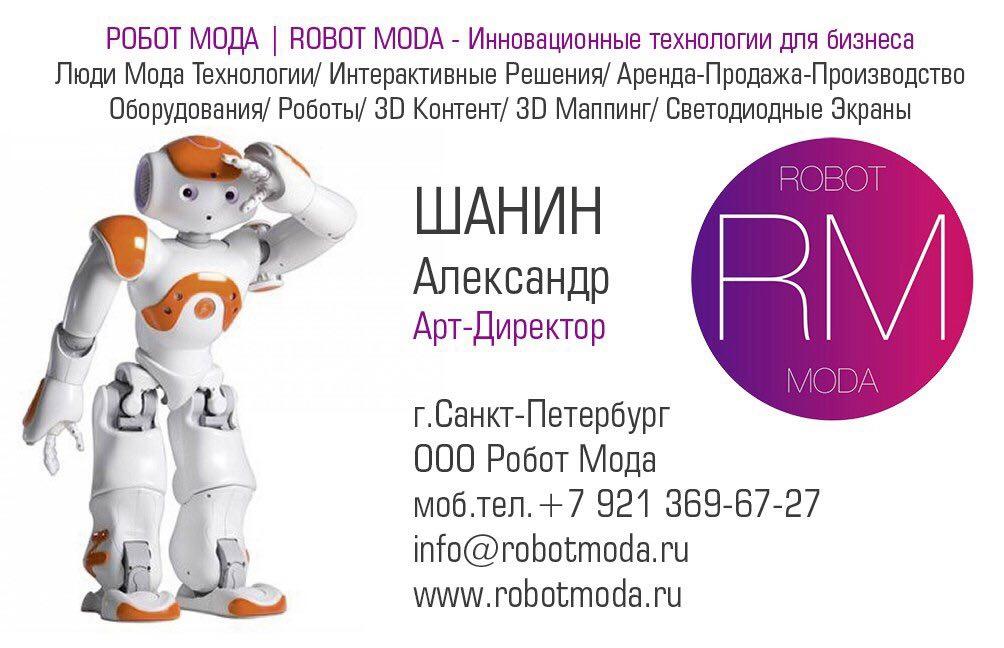 РОБОТ МОДА | ROBOT MODA - Инновационные технологии для бизнеса
Люди Мода Технологии/ Интерактивные Решения/ Аренда-Продажа-Производство
Оборудования/ Роботы/ 3D Контент/ 3D Маппинг/ Светодиодные Экраны
ШАНИН
Александр
Арт-Директор
ROBOT
RM
MODA
г.Санкт-Петербург
ООО Робот Мода
моб.тел.+7 921 369-67-27
info@robotmoda.ru
www.robotmoda.ru